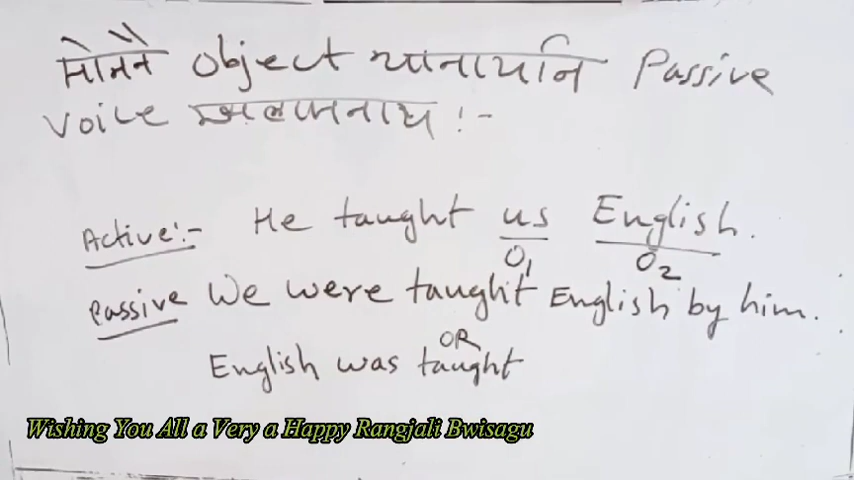 मोननै Object थानायनि Passive
voice खालामनाय :-
Active:- He taught us English.
O1 O2
Passive We were taught English by him.
OR
English was taught
Wishing You All a Very a Happy Rangjali Bwisagu